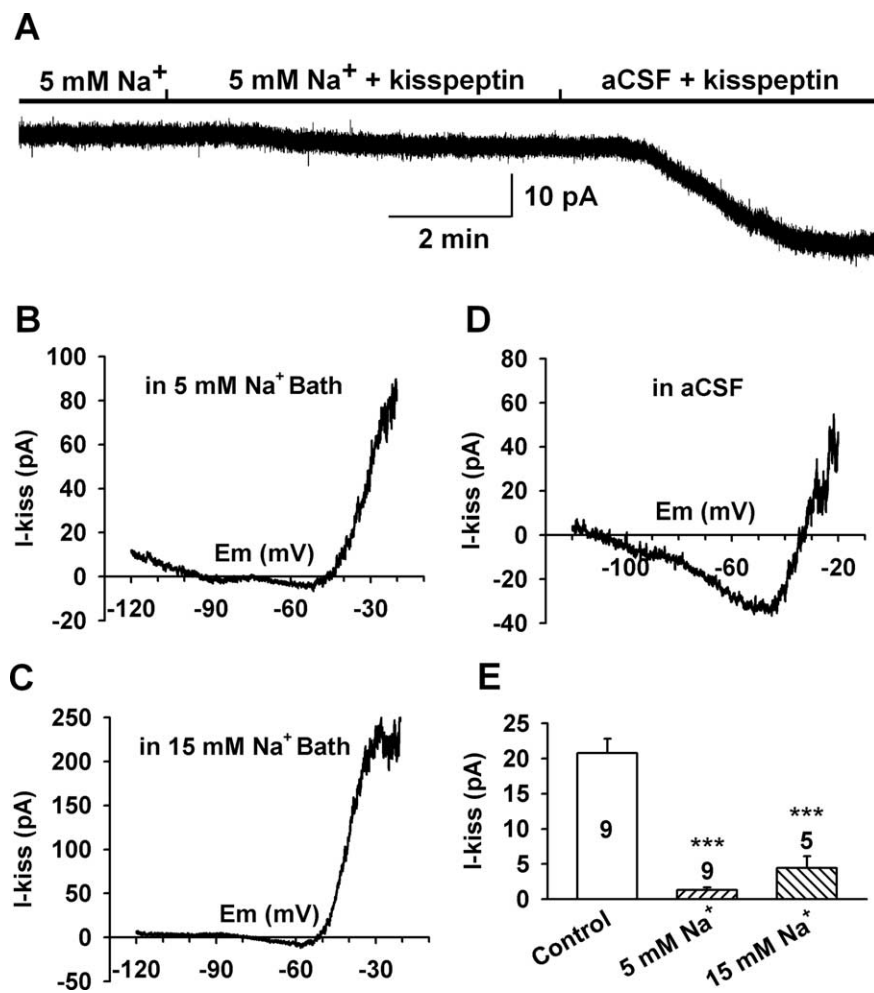 A
5 mM Na+ 5 mM Na+ + kisspeptin aCSF + kisspeptin
10 pA
2 min
B
100
80
60
40
20
0
-20
I-kiss (pA)
in 5 mM Na+ Bath
Em (mV)
-120 -90 -60 -30
D
80
60
40
20
0
-20
-40
I-kiss (pA)
in aCSF
Em (mV)
-100 -60 -20
C
250
200
150
100
50
0
-50
I-kiss (pA)
in 15 mM Na+ Bath
Em (mV)
-120 -90 -60 -30
E
25
20
15
10
5
0
I-kiss (pA)
9
***
9
***
5
Control
5 mM Na+
15 mM Na+